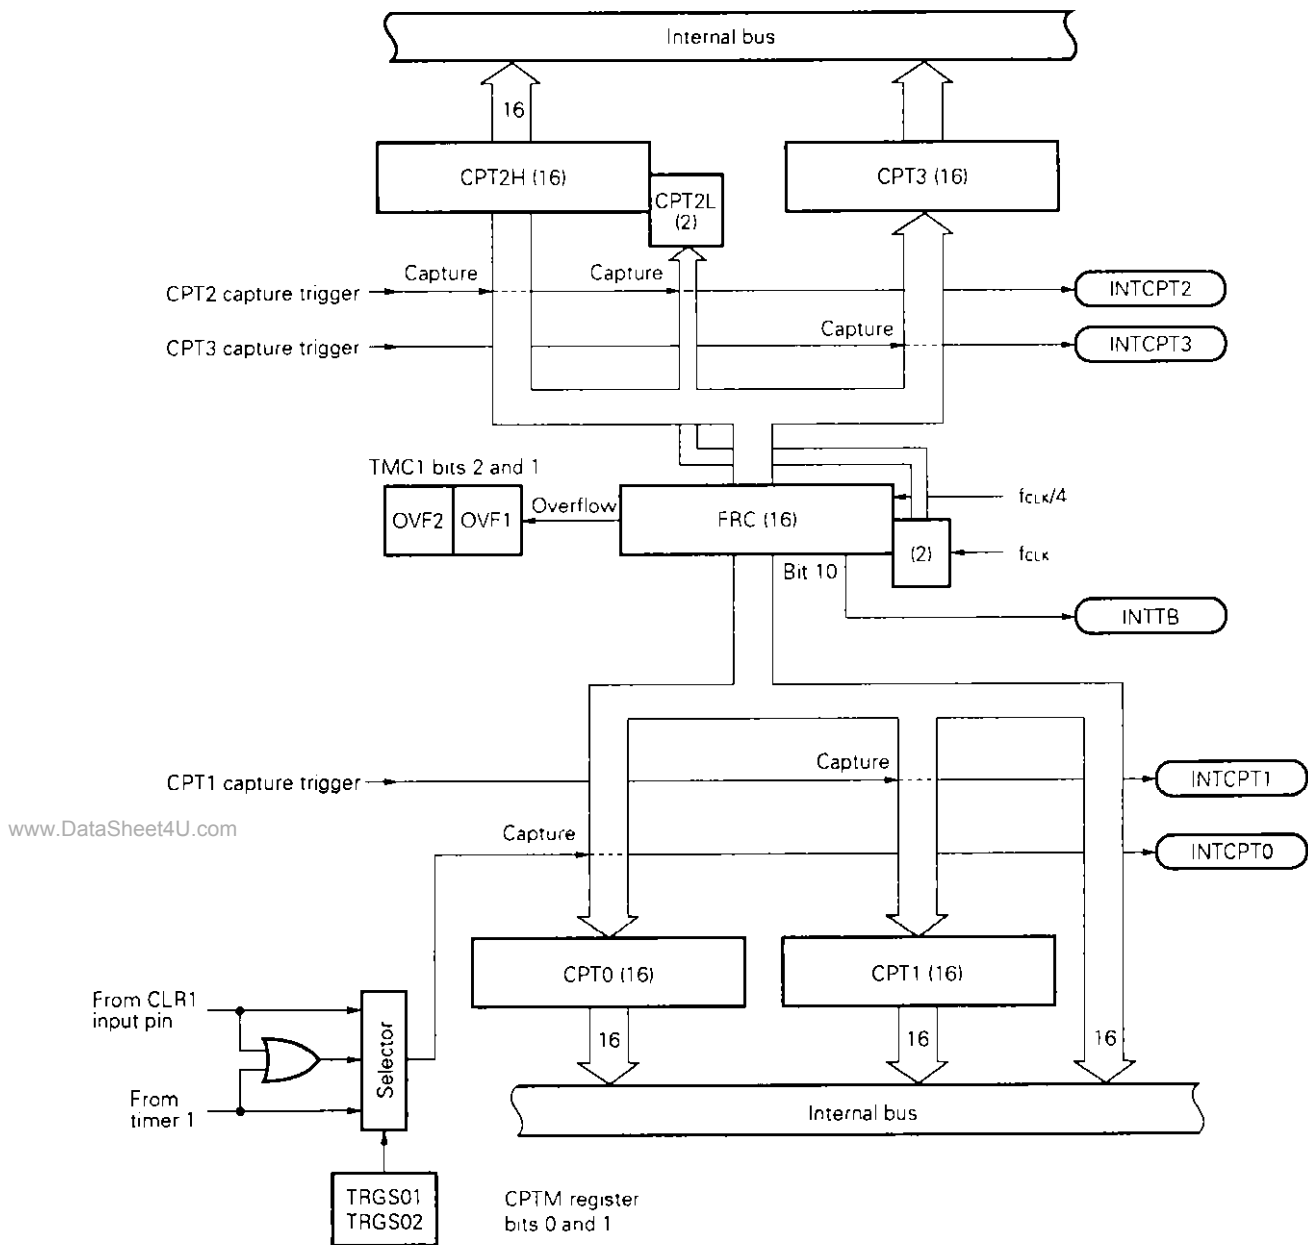 Internal bus
16
CPT2H (16)
CPT2L
(2)
CPT3 (16)
Capture
Capture
CPT2 capture trigger
INTCPT2
Capture
CPT3 capture trigger
INTCPT3
TMC1 bits 2 and 1
OVF2
OVF1
Overflow
FRC (16)
fCLK/4
(2)
fCLK
Bit 10
INTTB
Capture
CPT1 capture trigger
INTCPT1
www.DataSheet4U.com
Capture
INTCPT0
CPT0 (16)
CPT1 (16)
From CLR1
input pin
Selector
16
16
16
From
timer 1
Internal bus
TRGS01
TRGS02
CPTM register
bits 0 and 1